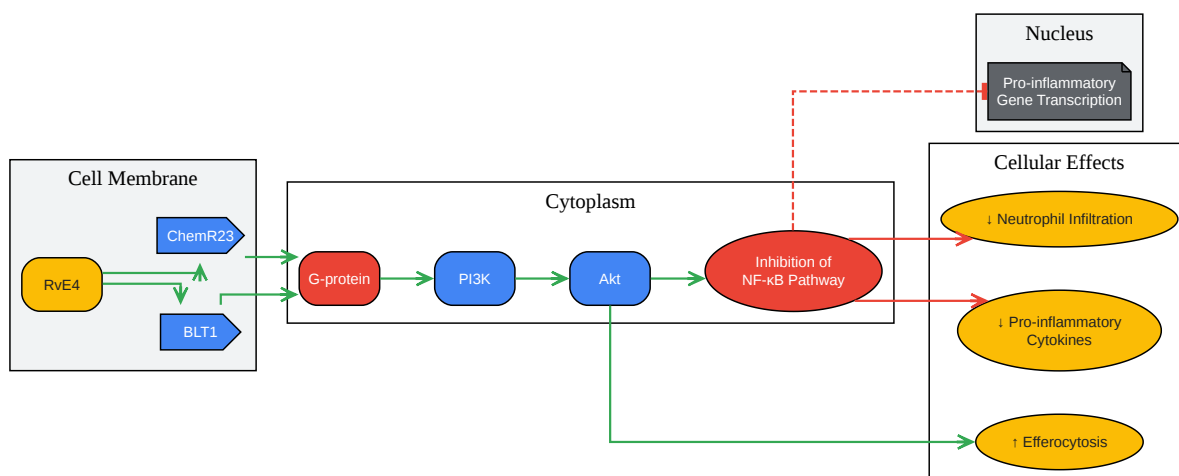 Nucleus
Pro-inflammatory
Gene Transcription
Cell Membrane
ChemR23
RvE4
BLT1
Cytoplasm
G-protein
PI3K
Akt
Inhibition of
NF-κB Pathway
Cellular Effects
↓ Neutrophil Infiltration
↓ Pro-inflammatory
Cytokines
↑ Efferocytosis